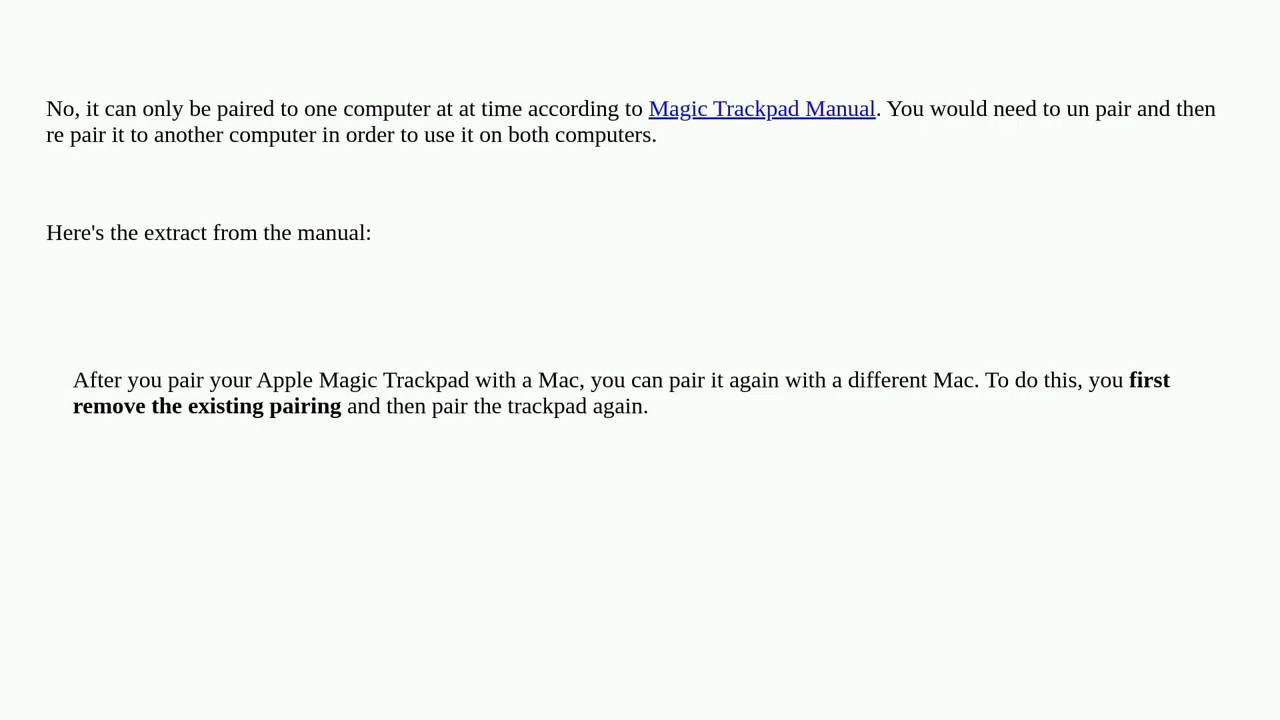 No, it can only be paired to one computer at at time according to Magic Trackpad Manual. You would need to un pair and then
re pair it to another computer in order to use it on both computers.
Here's the extract from the manual:
After you pair your Apple Magic Trackpad with a Mac, you can pair it again with a different Mac. To do this, you first
remove the existing pairing and then pair the trackpad again.